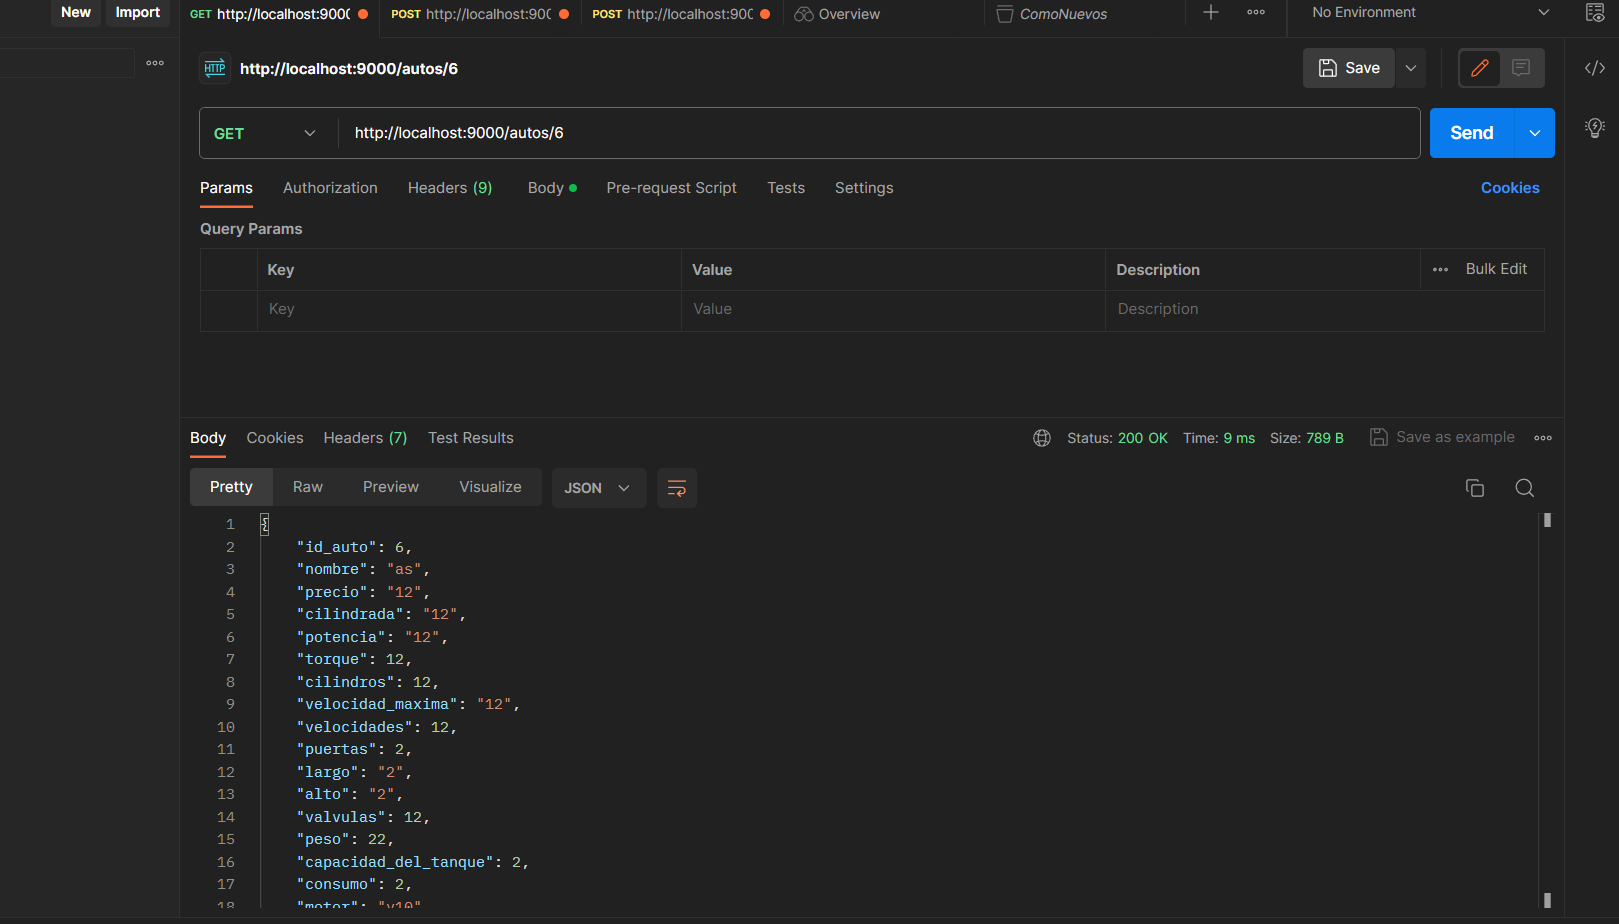 New Import GET http://localhost:9000 POST http://localhost:900 POST http://localhost:900 Overview ComoNuevos No Environment
HTTP http://localhost:9000/autos/6 Save
GET http://localhost:9000/autos/6 Send
Params Authorization Headers (9) Body Pre-request Script Tests Settings Cookies
Query Params
Key Value Description Bulk Edit
Key Value Description
Body Cookies Headers (7) Test Results Status: 200 OK Time: 9 ms Size: 789 B Save as example
Pretty Raw Preview Visualize JSON
1 {
2 "id_auto": 6,
3 "nombre": "as",
4 "precio": "12",
5 "cilindrada": "12",
6 "potencia": "12",
7 "torque": 12,
8 "cilindros": 12,
9 "velocidad_maxima": "12",
10 "velocidades": 12,
11 "puertas": 2,
12 "largo": "2",
13 "alto": "2",
14 "valvulas": 12,
15 "peso": 22,
16 "capacidad_del_tanque": 2,
17 "consumo": 2,
18 "motor": "v10"